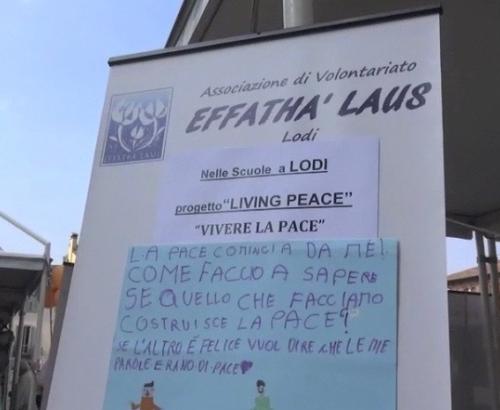 Associazione di Volontariato
EFFATHA' LAUS
Lodi
EFFATHA LAUS
Nelle Scuole a LODI
progetto "LIVING PEACE"
"VIVERE LA PACE"
LA PACE COMINCIA DA ME!
COME FACCIO A SAPERE
SE QUELLO CHE FACCIAMO
COSTRUISCE LA PACE?
SE L'ALTRO È FELICE VUOL DIRE CHE LE MIE
PAROLE ERANO DI PACE